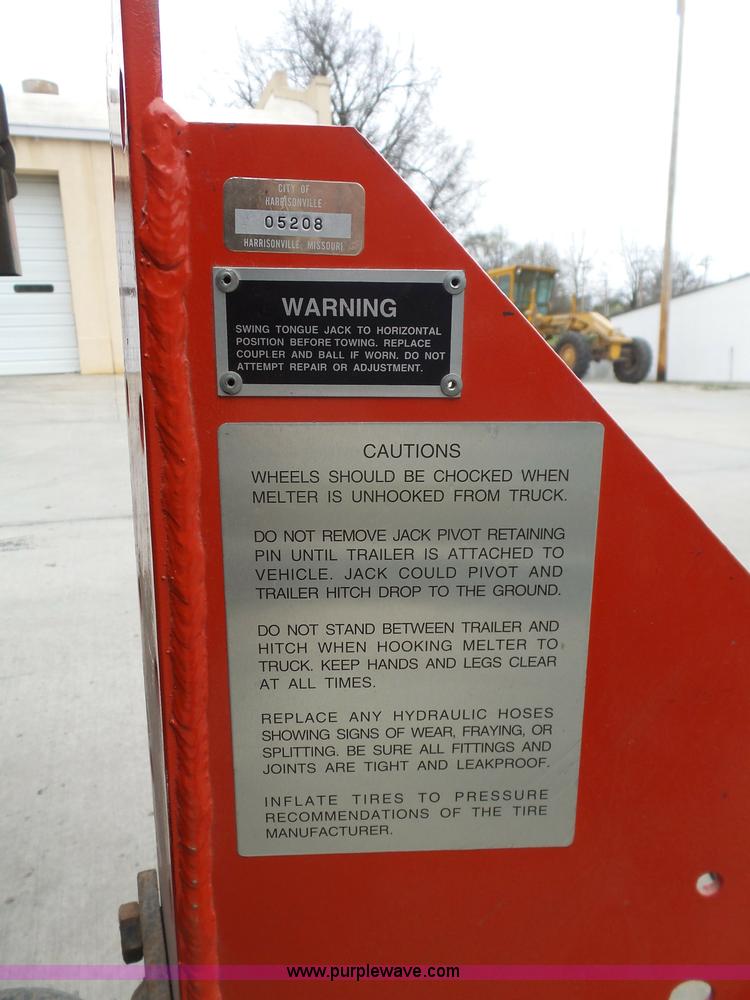 CITY OF
HARRISONVILLE
05208
HARRISONVILLE, MISSOURI
WARNING
SWING TONGUE JACK TO HORIZONTAL
POSITION BEFORE TOWING. REPLACE
COUPLER AND BALL IF WORN. DO NOT
ATTEMPT REPAIR OR ADJUSTMENT.
CAUTIONS
WHEELS SHOULD BE CHOCKED WHEN
MELTER IS UNHOOKED FROM TRUCK.
DO NOT REMOVE JACK PIVOT RETAINING
PIN UNTIL TRAILER IS ATTACHED TO
VEHICLE. JACK COULD PIVOT AND
TRAILER HITCH DROP TO THE GROUND.
DO NOT STAND BETWEEN TRAILER AND
HITCH WHEN HOOKING MELTER TO
TRUCK. KEEP HANDS AND LEGS CLEAR
AT ALL TIMES.
REPLACE ANY HYDRAULIC HOSES
SHOWING SIGNS OF WEAR, FRAYING, OR
SPLITTING. BE SURE ALL FITTINGS AND
JOINTS ARE TIGHT AND LEAKPROOF.
INFLATE TIRES TO PRESSURE
RECOMMENDATIONS OF THE TIRE
MANUFACTURER.
www.purplewave.com